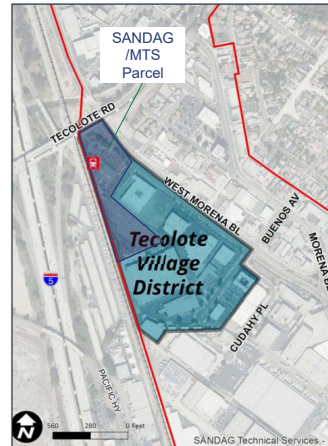 SANDAG
/MTS
Parcel
TECOLOTE RD
WEST MORENA BL
BUENOS AV
MORENA BL
Tecolote
Village
District
5
CUDAHY PL
PACIFIC HY
N
560 280 0 Feet
SANDAG Technical Services -